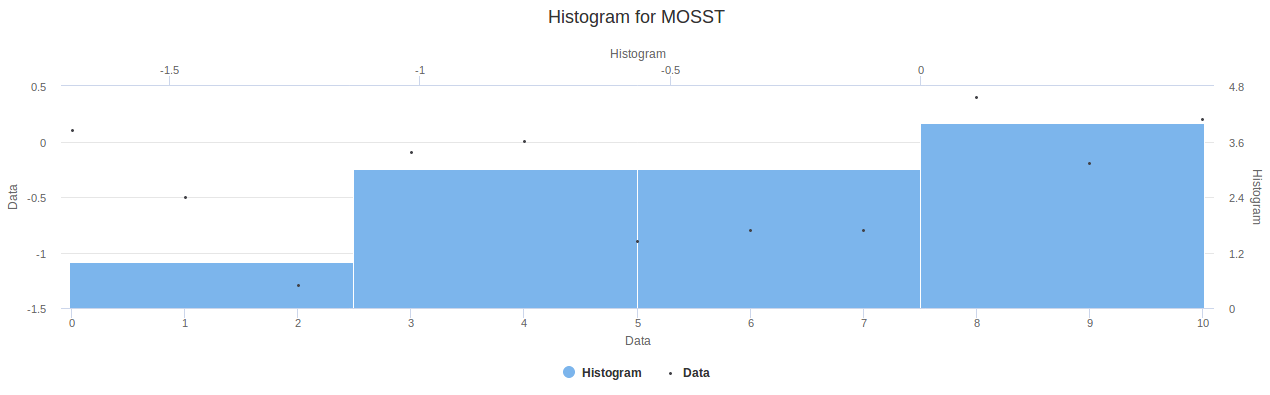 Histogram for MOSST
Histogram
-1.5 -1 -0.5 0
0.5 4.8
0 3.6
-0.5 2.4
-1 1.2
-1.5 0
Data
Histogram
0 1 2 3 4 5 6 7 8 9 10
Data
Histogram Data